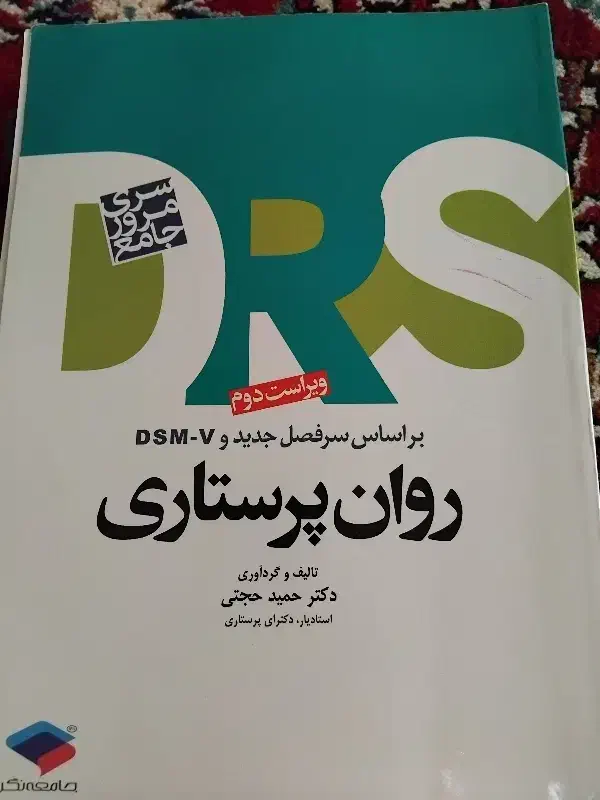 DRS
سری
مرور
جامع
ویراست دوم
براساس سرفصل جدید و DSM-V
روان پرستاری
تالیف و گردآوری
دکتر حمید حجتی
استادیار، دکترای پرستاری
جامعه‌نگر